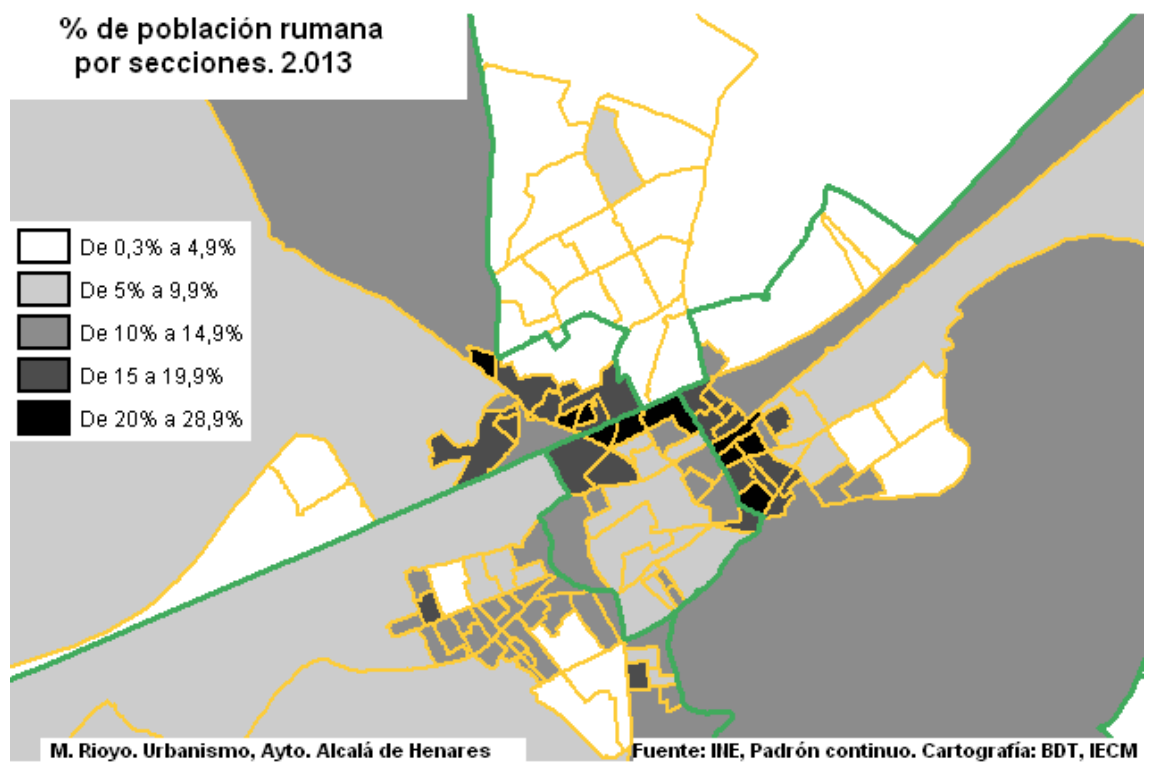 % de población rumana
por secciones. 2.013
De 0,3% a 4,9%
De 5% a 9,9%
De 10% a 14,9%
De 15 a 19,9%
De 20% a 28,9%
M. Rioyo. Urbanismo, Ayto. Alcalá de Henares
Fuente: INE, Padrón continuo. Cartografía: BDT, IECM